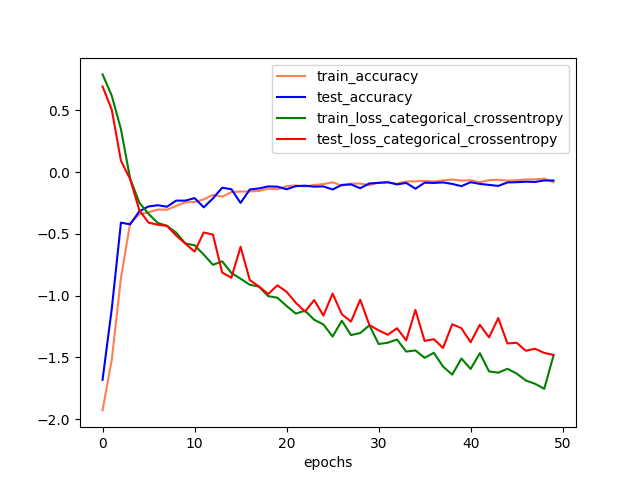 train_accuracy
test_accuracy
train_loss_categorical_crossentropy
test_loss_categorical_crossentropy
0.5
0.0
−0.5
−1.0
−1.5
−2.0
0 10 20 30 40 50
epochs